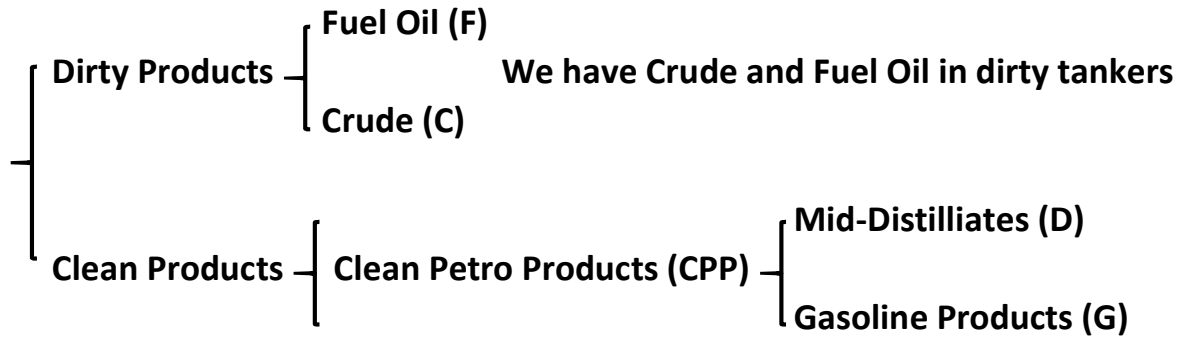 Fuel Oil (F)
Dirty Products
We have Crude and Fuel Oil in dirty tankers
Crude (C)
Mid-Distilliates (D)
Clean Products
Clean Petro Products (CPP)
Gasoline Products (G)